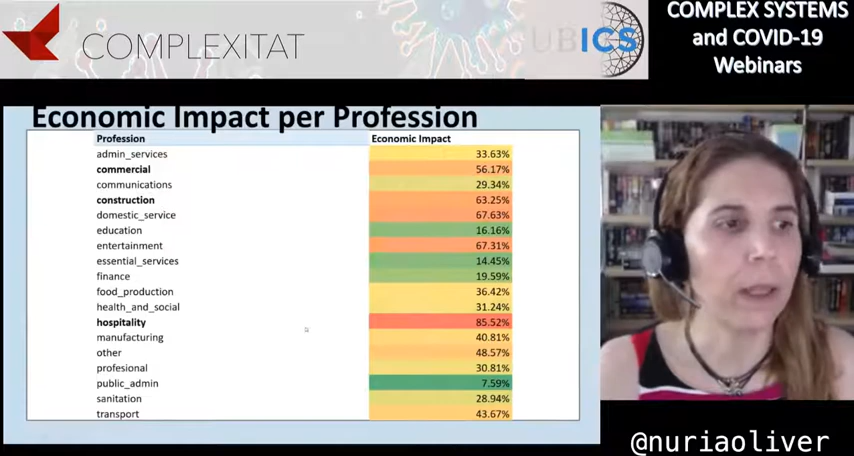 COMPLEXITAT
UBICS
COMPLEX SYSTEMS
and COVID-19
Webinars
Economic Impact per Profession
Profession Economic Impact
admin_services 33.63%
commercial 56.17%
communications 29.34%
construction 63.25%
domestic_service 67.63%
education 16.16%
entertainment 67.31%
essential_services 14.45%
finance 19.59%
food_production 36.42%
health_and_social 31.24%
hospitality 85.52%
manufacturing 40.81%
other 48.57%
profesional 30.81%
public_admin 7.59%
sanitation 28.94%
transport 43.67%
@nuriaoliver